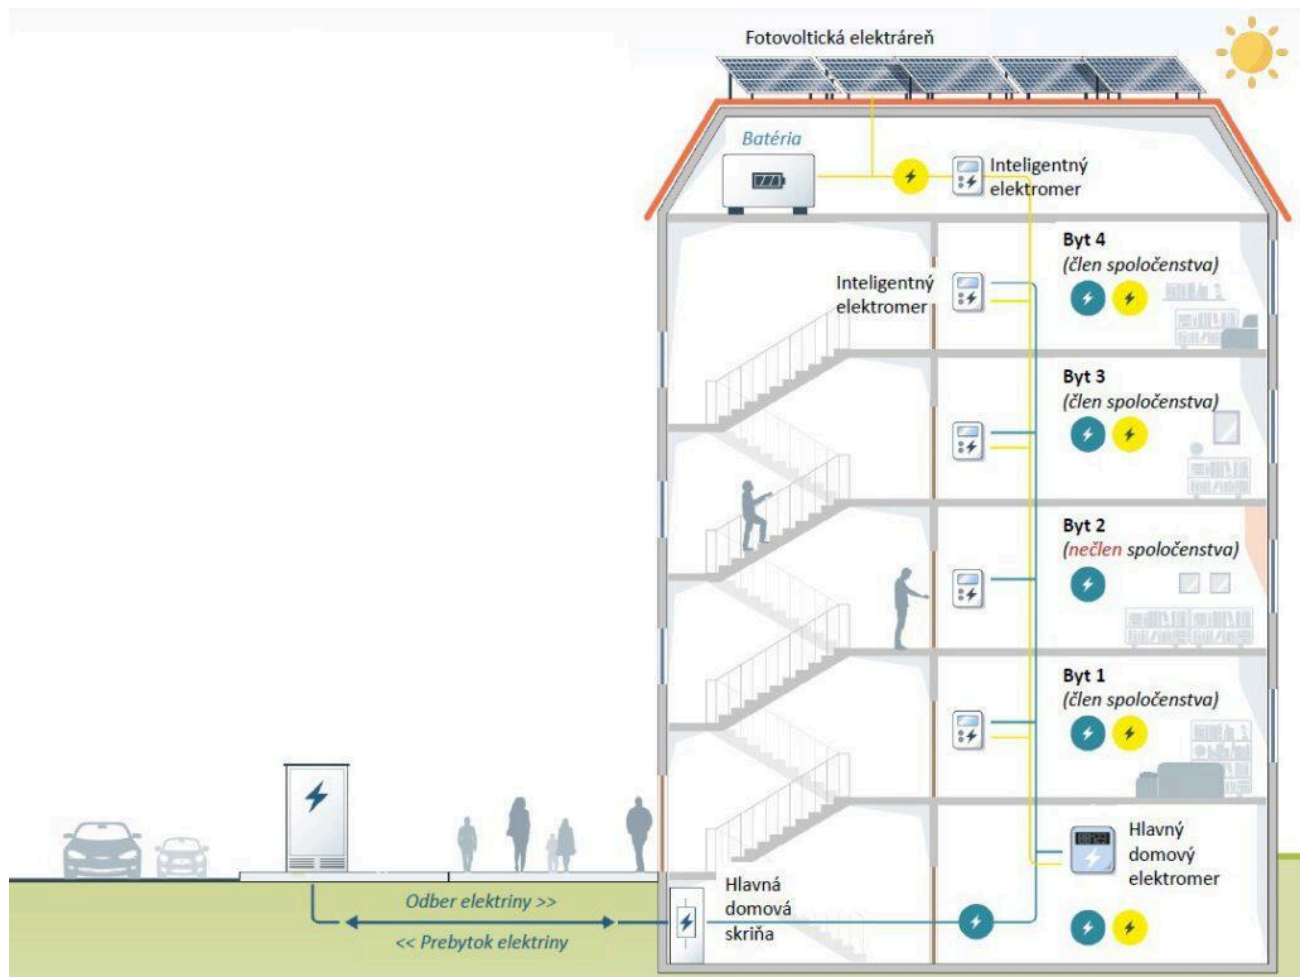 Fotovoltická elektráreň
Batéria
Inteligentný
elektromer
Byt 4
(člen spoločenstva)
Inteligentný
elektromer
Byt 3
(člen spoločenstva)
Byt 2
(nečlen spoločenstva)
Byt 1
(člen spoločenstva)
Hlavný
domový
elektromer
Hlavná
domová
skriňa
Odber elektriny >>
<< Prebytok elektriny